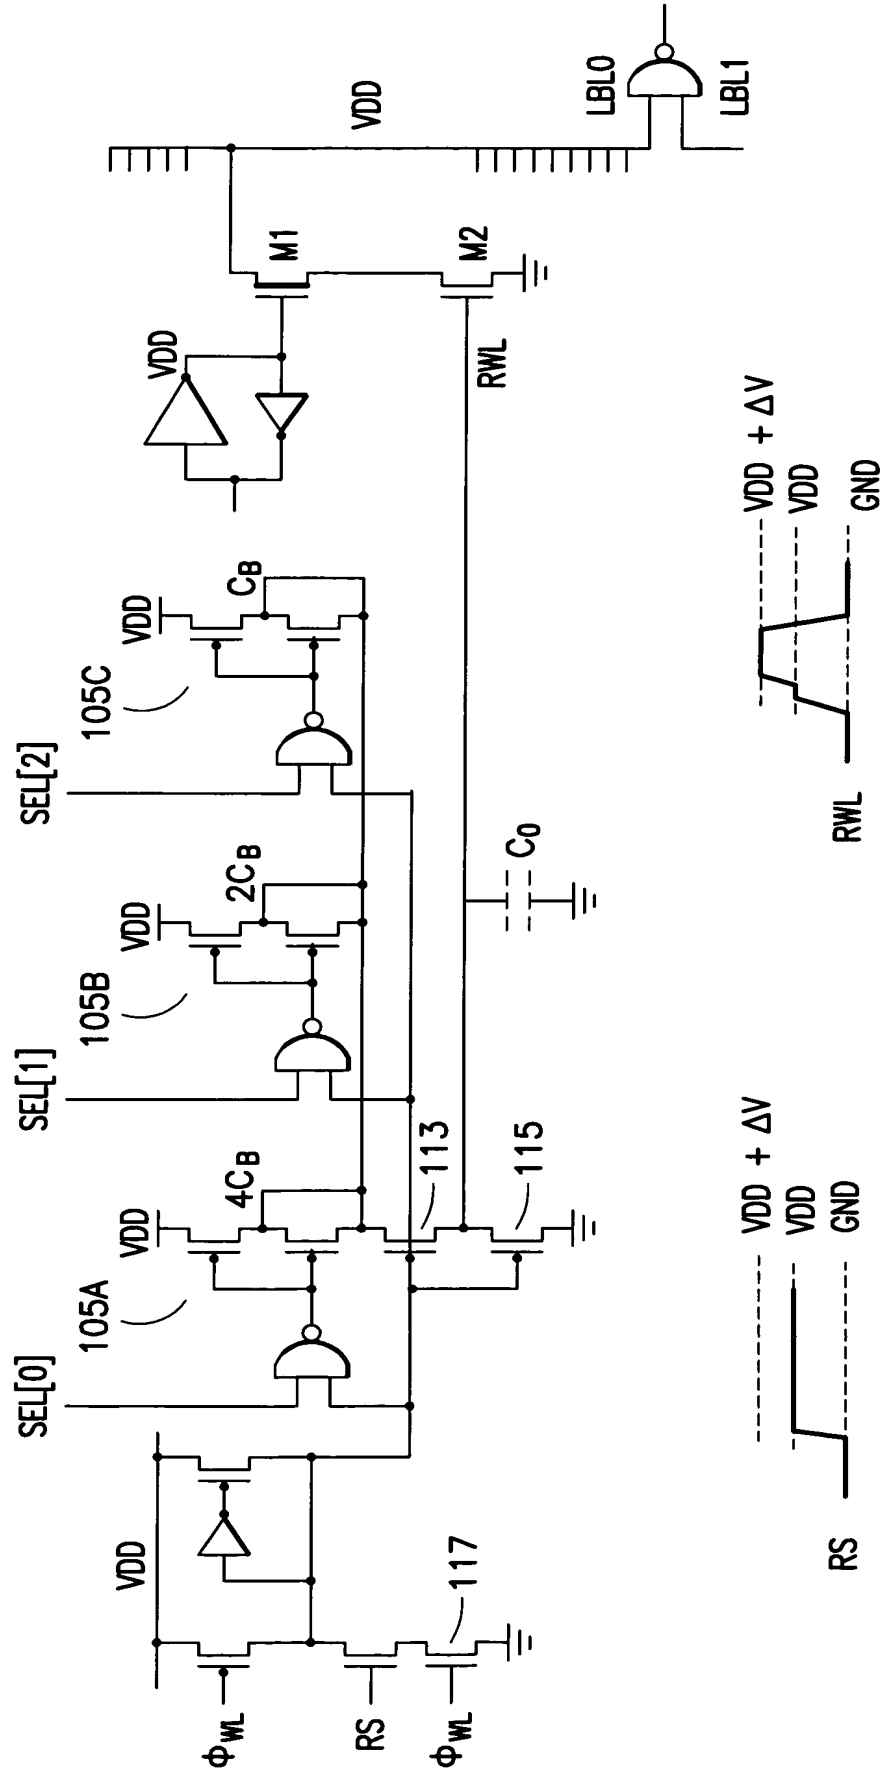 SEL[0]
SEL[1]
SEL[2]
105A
105B
105C
VDD
VDD
VDD
VDD
VDD
4CB
2CB
CB
ΦWL
RS
ΦWL
117
113
115
C0
RWL
M1
M2
VDD
LBL0
LBL1
RS
VDD + ΔV
VDD
GND
RWL
VDD + ΔV
VDD
GND